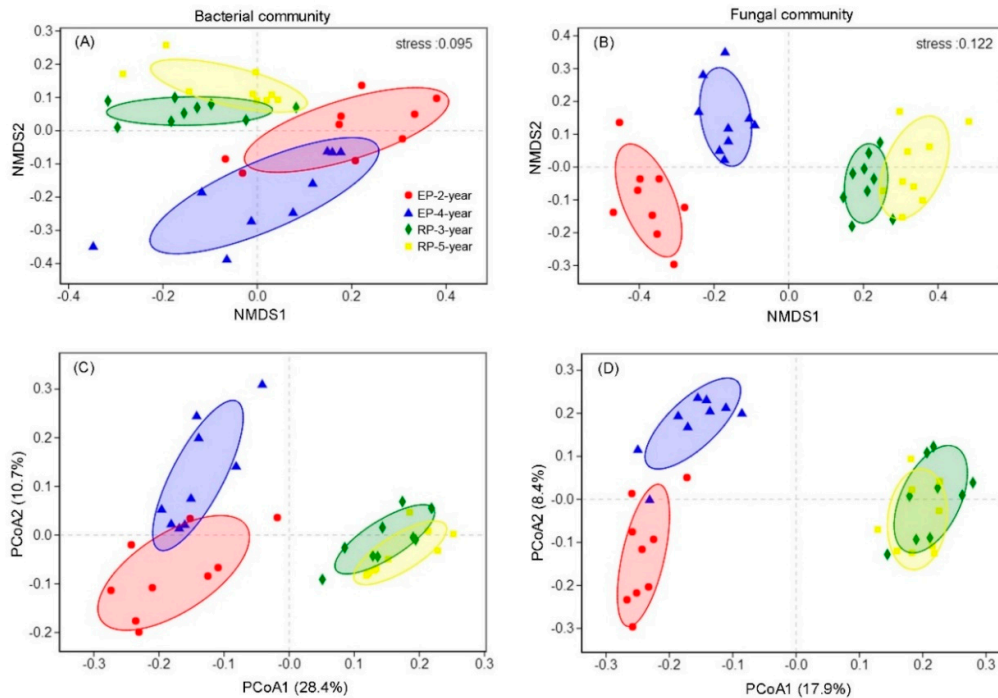 Bacterial community
Fungal community
(A)
stress :0.095
0.3
0.2
0.1
0.0
-0.1
-0.2
-0.3
-0.4
NMDS2
EP-2-year
EP-4-year
RP-3-year
RP-5-year
-0.4
-0.2
0.0
0.2
0.4
NMDS1
(B)
stress :0.122
0.4
0.3
0.2
0.1
-0.0
-0.1
-0.2
-0.3
NMDS2
-0.6
-0.4
-0.2
0.0
0.2
0.4
NMDS1
(C)
0.3
0.2
0.1
0.0
-0.1
-0.2
PCoA2 (10.7%)
-0.3
-0.2
-0.1
0.0
0.1
0.2
0.3
PCoA1 (28.4%)
(D)
0.3
0.2
0.1
-0.0
-0.1
-0.2
-0.3
PCoA2 (8.4%)
-0.3
-0.2
-0.1
0.0
0.1
0.2
0.3
PCoA1 (17.9%)